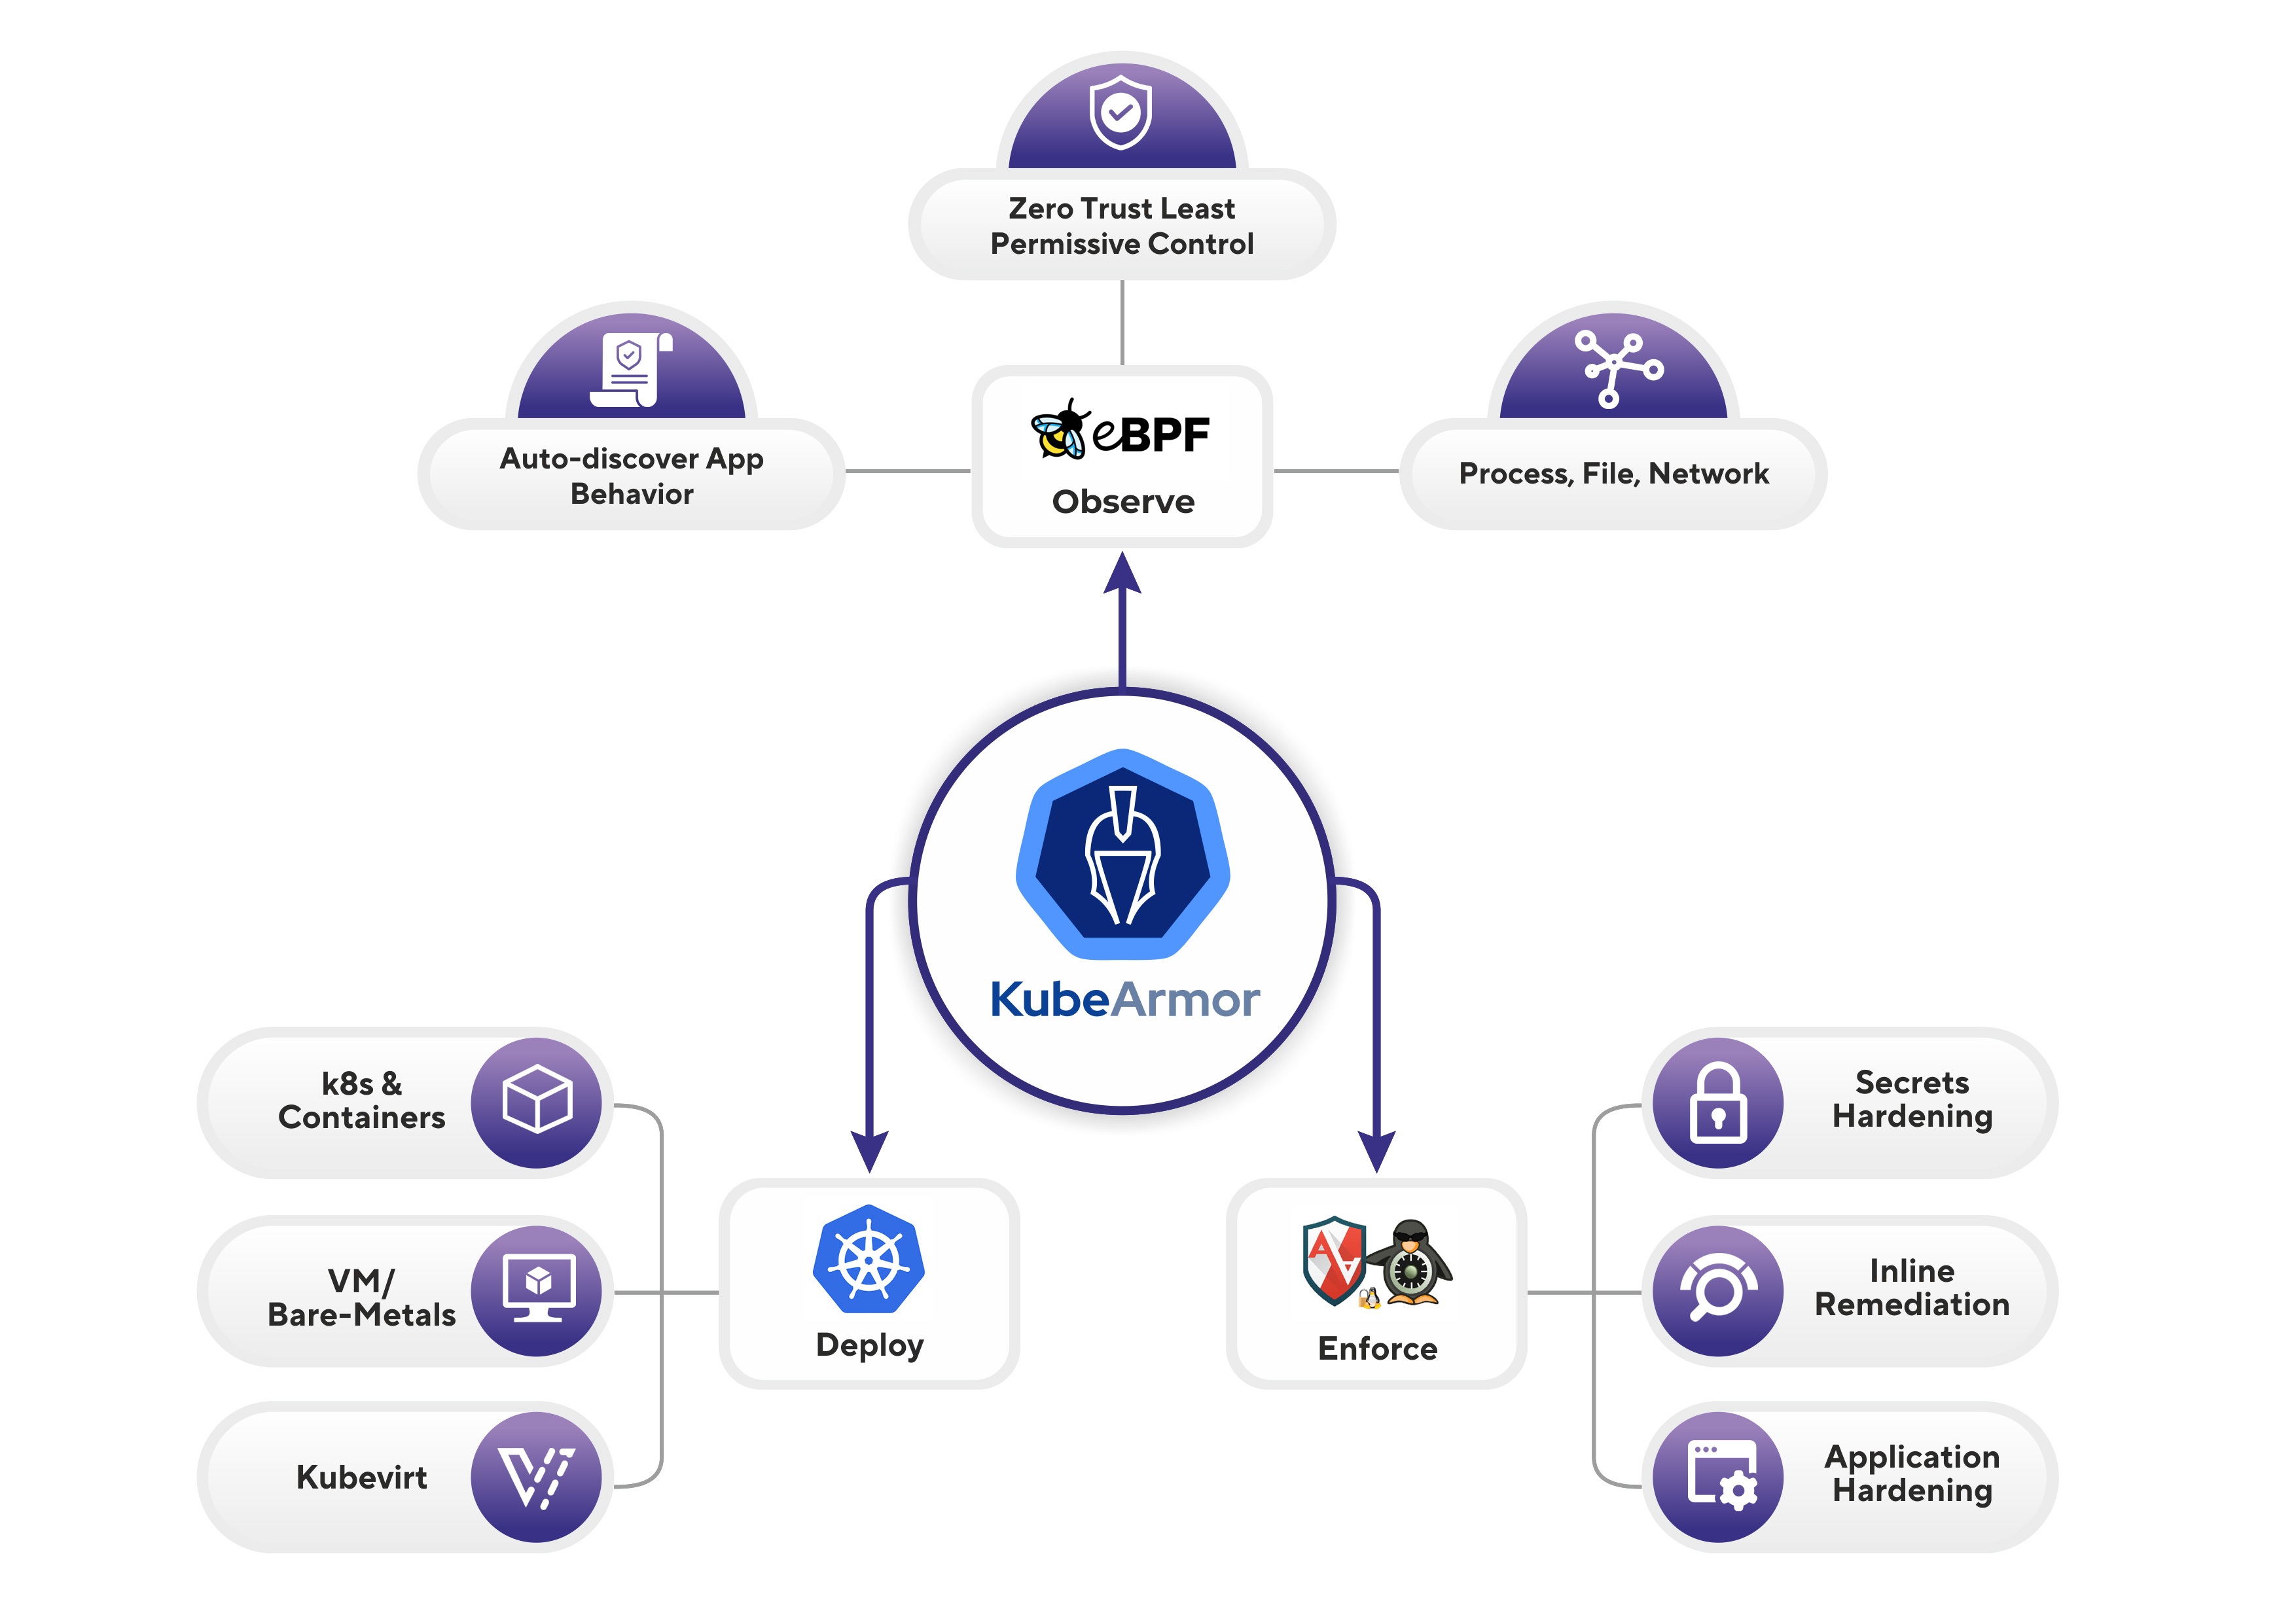 Zero Trust Least
Permissive Control
Auto-discover App
Behavior
eBPF
Observe
Process, File, Network
KubeArmor
k8s &
Containers
VM/
Bare-Metals
Kubevirt
Deploy
AA
Enforce
Secrets
Hardening
Inline
Remediation
Application
Hardening